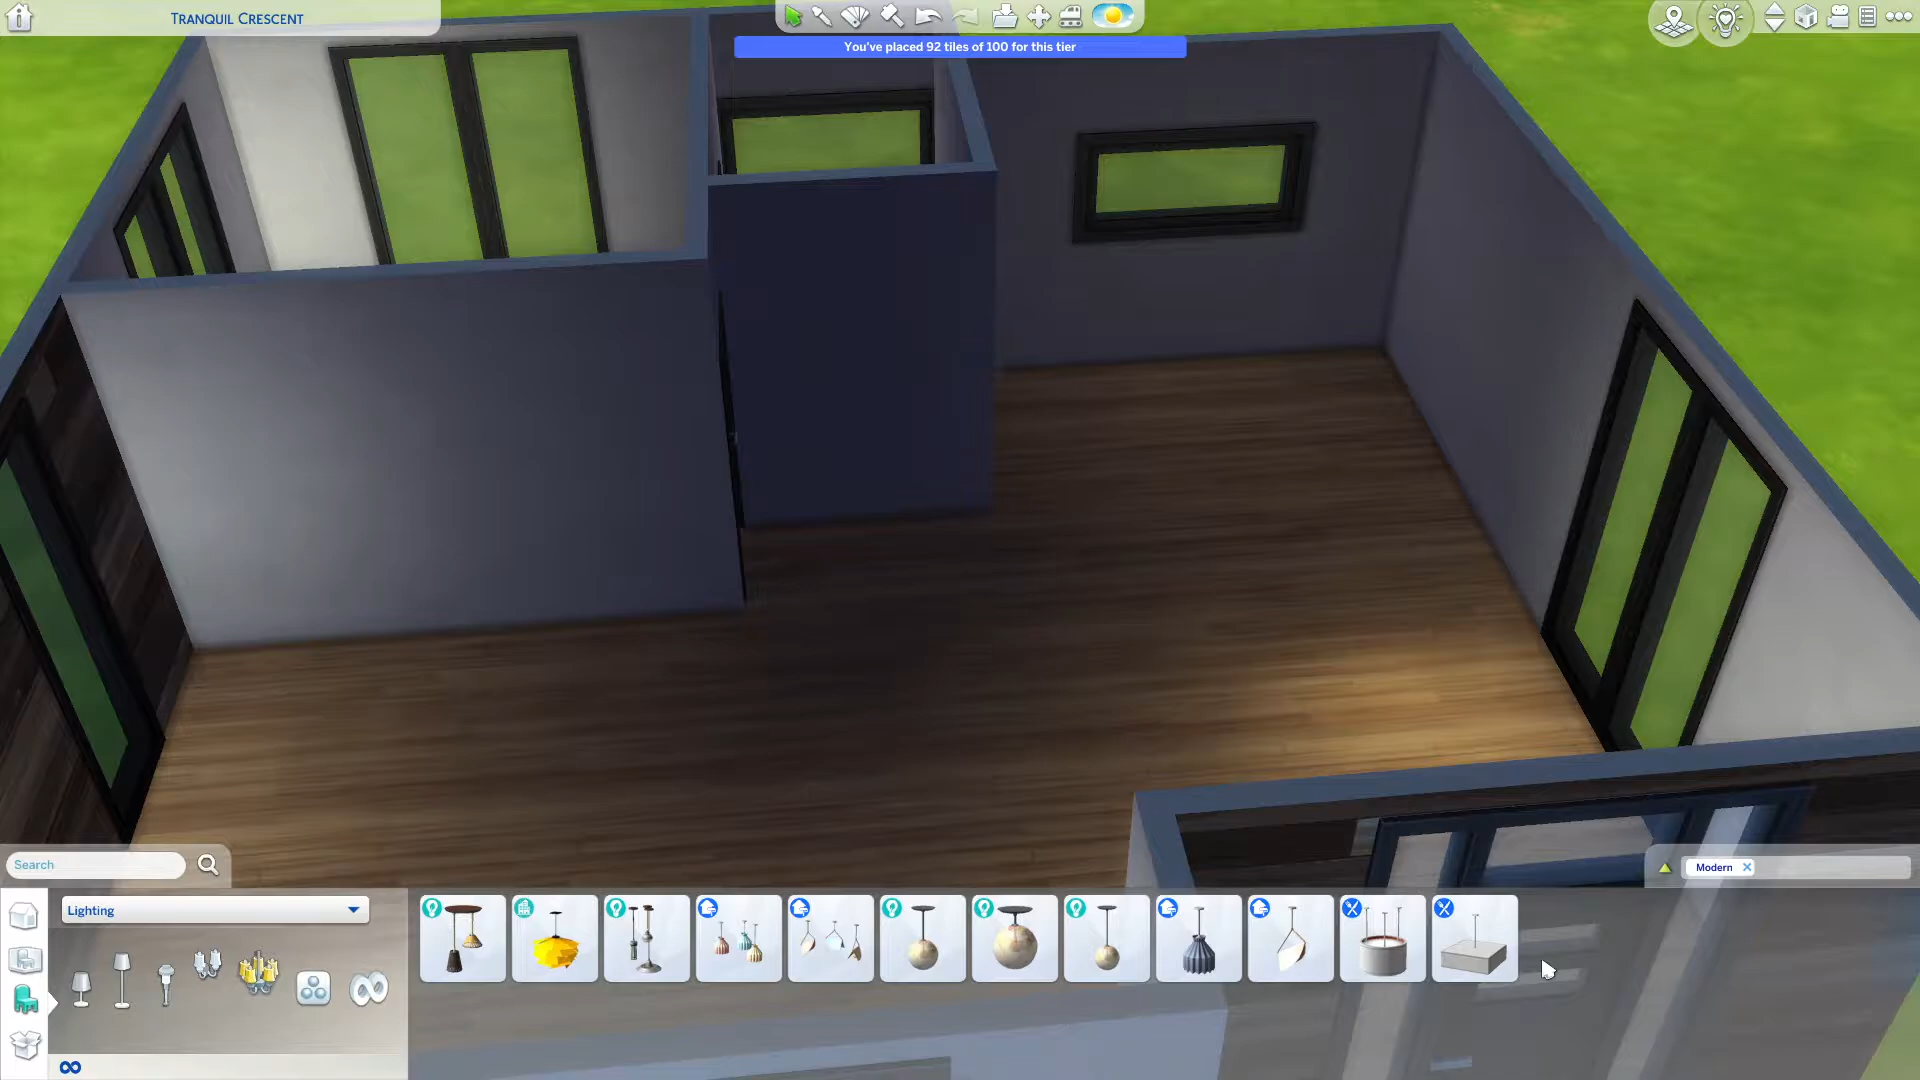 TRANQUIL CRESCENT
You've placed 92 tiles of 100 for this tier
Search
Modern
Lighting